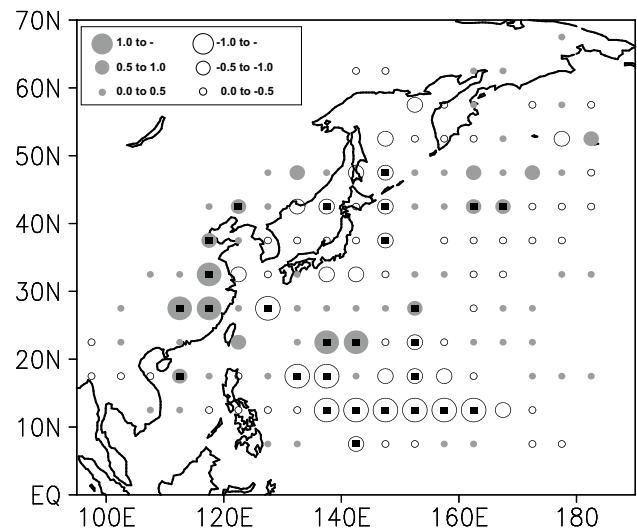 70N
1.0 to - -1.0 to -
0.5 to 1.0 -0.5 to -1.0
0.0 to 0.5 0.0 to -0.5
60N
50N
40N
30N
20N
10N
EQ
100E 120E 140E 160E 180